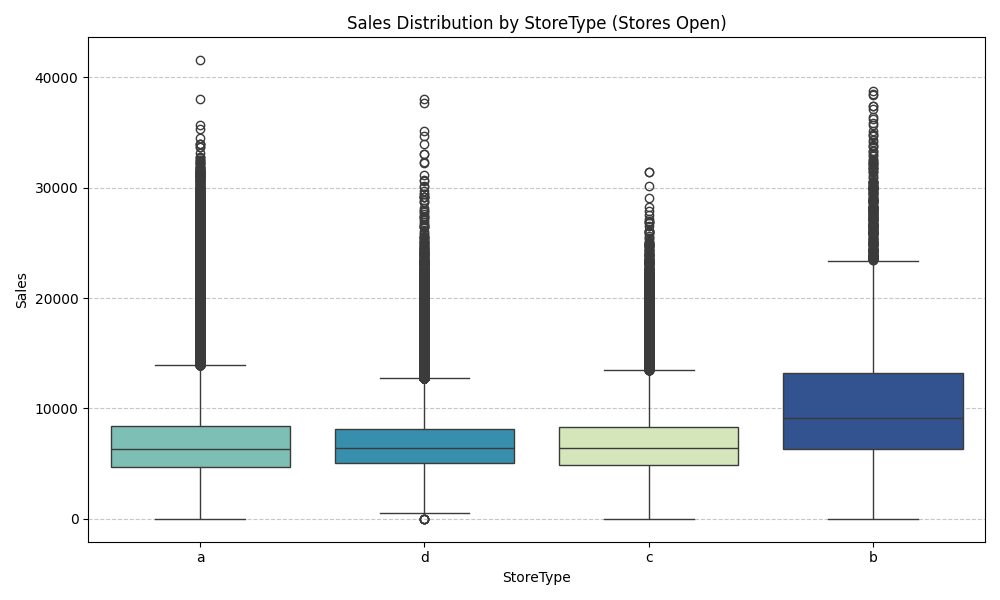 Sales Distribution by StoreType (Stores Open)
Sales
40000
30000
20000
10000
0
a d c b
StoreType